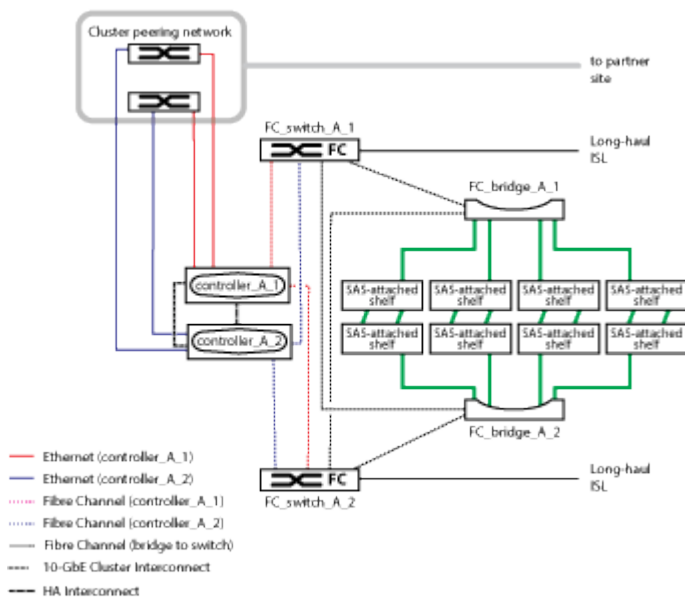 Cluster peering network
to partner
site
FC_switch_A_1
FC
Long-haul
ISL
FC_bridge_A_1
controller_A_1
SAS-attached
shelf
SAS-attached
shelf
SAS-attached
shelf
SAS-attached
shelf
controller_A_2
SAS-attached
shelf
SAS-attached
shelf
SAS-attached
shelf
SAS-attached
shelf
FC_bridge_A_2
FC
FC_switch_A_2
Long-haul
ISL
Ethernet (controller_A_1)
Ethernet (controller_A_2)
Fibre Channel (controller_A_1)
Fibre Channel (controller_A_2)
Fibre Channel (bridge to switch)
10-GbE Cluster Interconnect
HA Interconnect